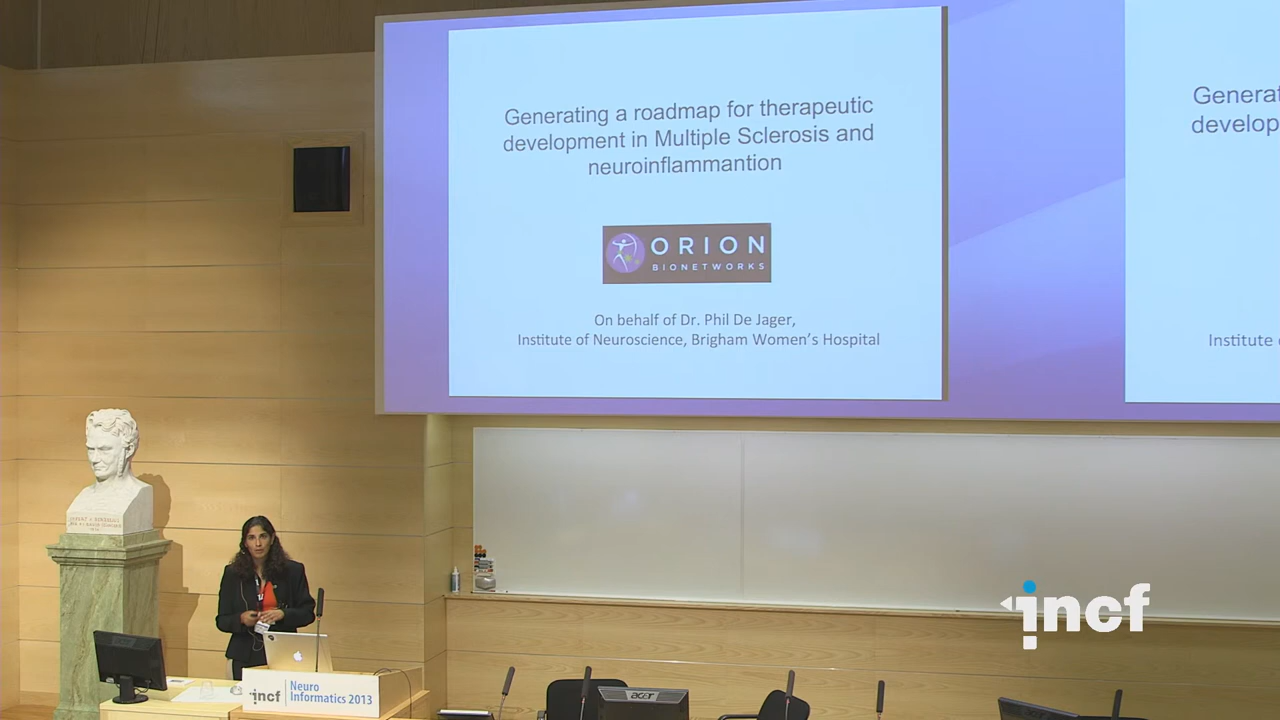 Generating a roadmap for therapeutic
development in Multiple Sclerosis and
neuroinflammantion
ORION
BIONETWORKS
On behalf of Dr. Phil De Jager,
Institute of Neuroscience, Brigham Women's Hospital
Generat
develop
Institute
incf
incf
Neuro
Informatics 2013
acer